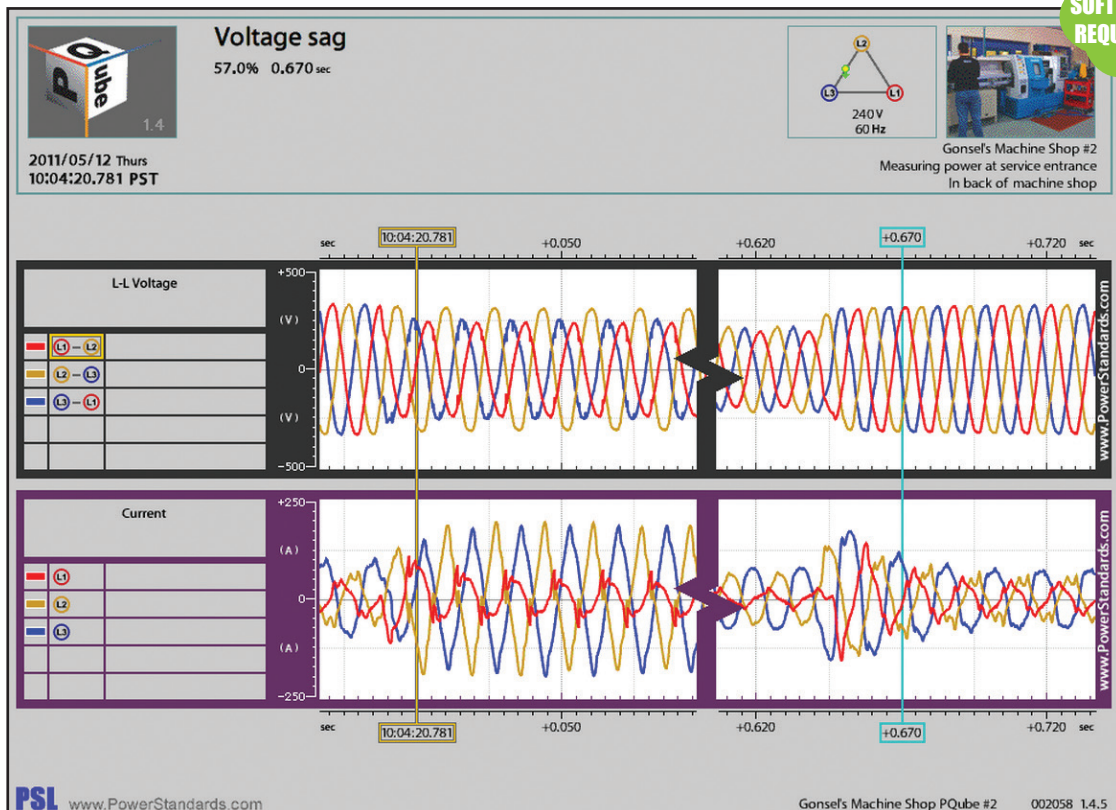 SOFT
REQU
PQube
1.4
Voltage sag
57.0% 0.670 sec
L2
L3
L1
240 V
60 Hz
2011/05/12 Thurs
10:04:20.781 PST
Gonsel's Machine Shop #2
Measuring power at service entrance
In back of machine shop
sec 10:04:20.781 +0.050 +0.620 +0.670 +0.720 sec
L-L Voltage
L1 – L2
L2 – L3
L3 – L1
+500
(V)
0
(V)
-500
www.PowerStandards.com
Current
L1
L2
L3
+250
(A)
0
(A)
-250
www.PowerStandards.com
sec 10:04:20.781 +0.050 +0.620 +0.670 +0.720 sec
PSL www.PowerStandards.com
Gonsel's Machine Shop PQube #2 002058 1.4.5